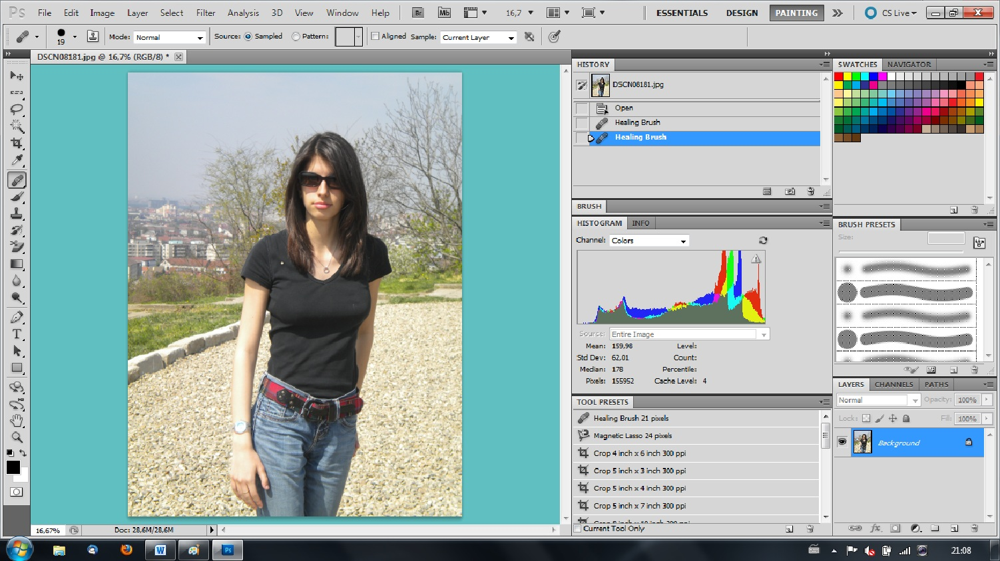 Ps File Edit Image Layer Select Filter Analysis 3D View Window Help Br Mb 16,7 ESSENTIALS DESIGN PAINTING CS Live
19 Mode: Normal Source: Sampled Pattern: Aligned Sample: Current Layer
DSCN08181.jpg @ 16,7% (RGB/8) *
HISTORY
DSCN08181.jpg
Open
Healing Brush
Healing Brush
BRUSH
HISTOGRAM INFO
Channel: Colors
Source: Entire Image
Mean: 159,98 Level:
Std Dev: 62,01 Count:
Median: 178 Percentile:
Pixels: 155952 Cache Level: 4
TOOL PRESETS
Healing Brush 21 pixels
Magnetic Lasso 24 pixels
Crop 4 inch x 6 inch 300 ppi
Crop 5 inch x 3 inch 300 ppi
Crop 5 inch x 4 inch 300 ppi
Crop 5 inch x 7 inch 300 ppi
Current Tool Only
SWATCHES NAVIGATOR
BRUSH PRESETS
Size:
LAYERS CHANNELS PATHS
Normal Opacity: 100%
Lock: Fill: 100%
Background
16,67% Doc: 28,6M/28,6M
W Ps 21:08